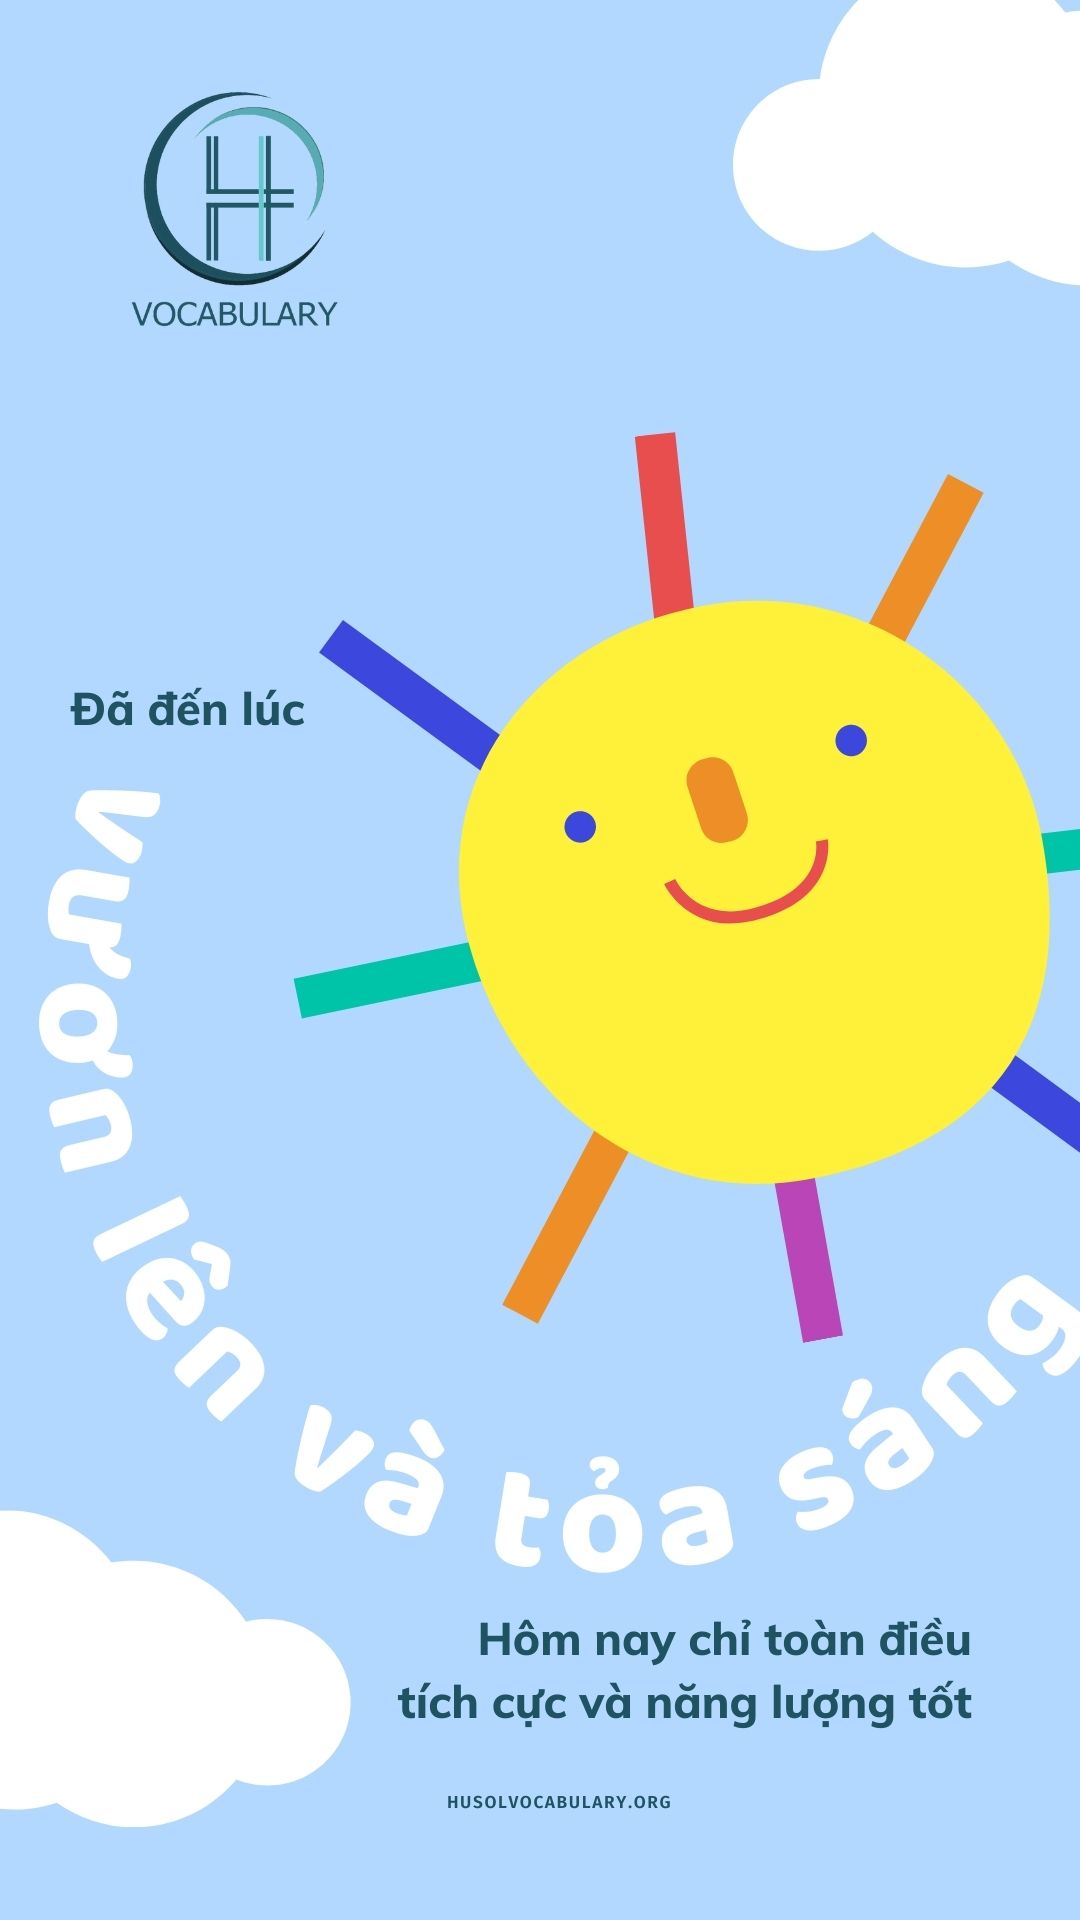 H
VOCABULARY
Đã đến lúc
vươn lên và tỏa sáng
Hôm nay chỉ toàn điều
tích cực và năng lượng tốt
HUSOLVOCABULARY.ORG